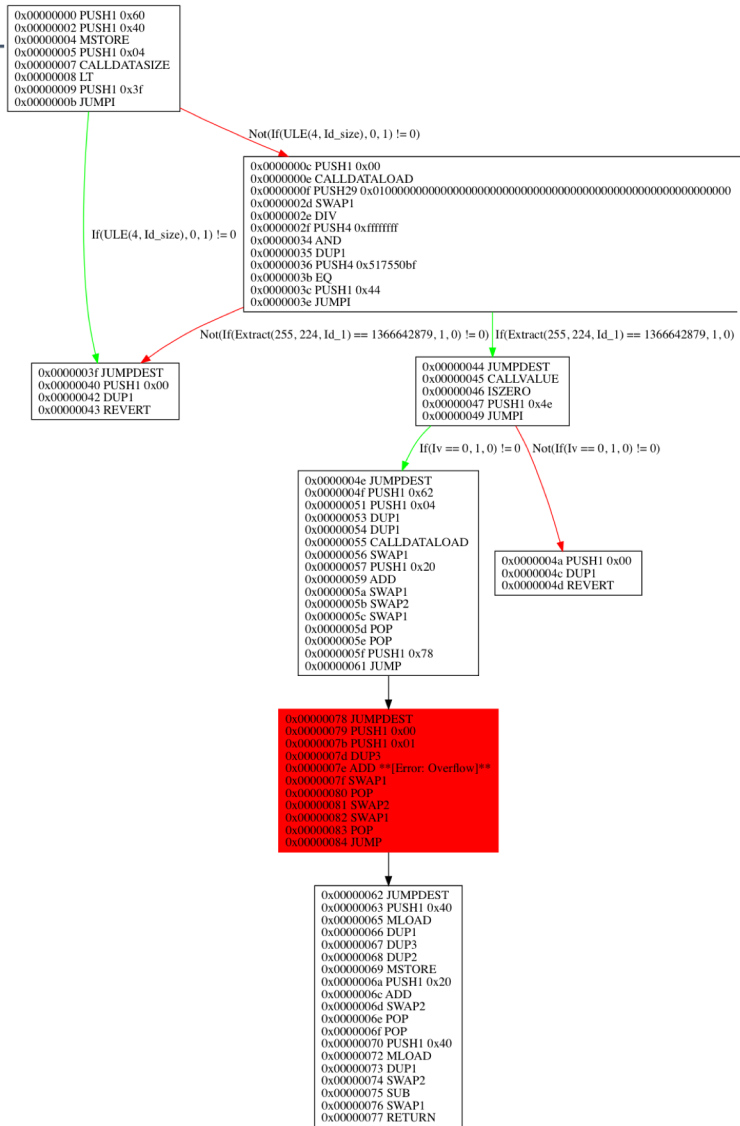 0x00000000 PUSH1 0x60
0x00000002 PUSH1 0x40
0x00000004 MSTORE
0x00000005 PUSH1 0x04
0x00000007 CALLDATASIZE
0x00000008 LT
0x00000009 PUSH1 0x3f
0x0000000b JUMPI
Not(If(ULE(4, Id_size), 0, 1) != 0)
0x0000000c PUSH1 0x00
0x0000000e CALLDATALOAD
0x0000000f PUSH29 0x0100000000000000000000000000000000000000000000000000000000
0x0000002d SWAP1
0x0000002e DIV
0x0000002f PUSH4 0xffffffff
0x00000034 AND
0x00000035 DUP1
0x00000036 PUSH4 0x517550bf
0x0000003b EQ
0x0000003c PUSH1 0x44
0x0000003e JUMPI
If(ULE(4, Id_size), 0, 1) != 0
Not(If(Extract(255, 224, Id_1) == 1366642879, 1, 0) != 0)
If(Extract(255, 224, Id_1) == 1366642879, 1, 0)
0x0000003f JUMPDEST
0x00000040 PUSH1 0x00
0x00000042 DUP1
0x00000043 REVERT
0x00000044 JUMPDEST
0x00000045 CALLVALUE
0x00000046 ISZERO
0x00000047 PUSH1 0x4e
0x00000049 JUMPI
If(Iv == 0, 1, 0) != 0
Not(If(Iv == 0, 1, 0) != 0)
0x0000004e JUMPDEST
0x0000004f PUSH1 0x62
0x00000051 PUSH1 0x04
0x00000053 DUP1
0x00000054 DUP1
0x00000055 CALLDATALOAD
0x00000056 SWAP1
0x00000057 PUSH1 0x20
0x00000059 ADD
0x0000005a SWAP1
0x0000005b SWAP2
0x0000005c SWAP1
0x0000005d POP
0x0000005e POP
0x0000005f PUSH1 0x78
0x00000061 JUMP
0x0000004a PUSH1 0x00
0x0000004c DUP1
0x0000004d REVERT
0x00000078 JUMPDEST
0x00000079 PUSH1 0x00
0x0000007b PUSH1 0x01
0x0000007d DUP3
0x0000007e ADD **[Error: Overflow]**
0x0000007f SWAP1
0x00000080 POP
0x00000081 SWAP2
0x00000082 SWAP1
0x00000083 POP
0x00000084 JUMP
0x00000062 JUMPDEST
0x00000063 PUSH1 0x40
0x00000065 MLOAD
0x00000066 DUP1
0x00000067 DUP3
0x00000068 DUP2
0x00000069 MSTORE
0x0000006a PUSH1 0x20
0x0000006c ADD
0x0000006d SWAP2
0x0000006e POP
0x0000006f POP
0x00000070 PUSH1 0x40
0x00000072 MLOAD
0x00000073 DUP1
0x00000074 SWAP2
0x00000075 SUB
0x00000076 SWAP1
0x00000077 RETURN